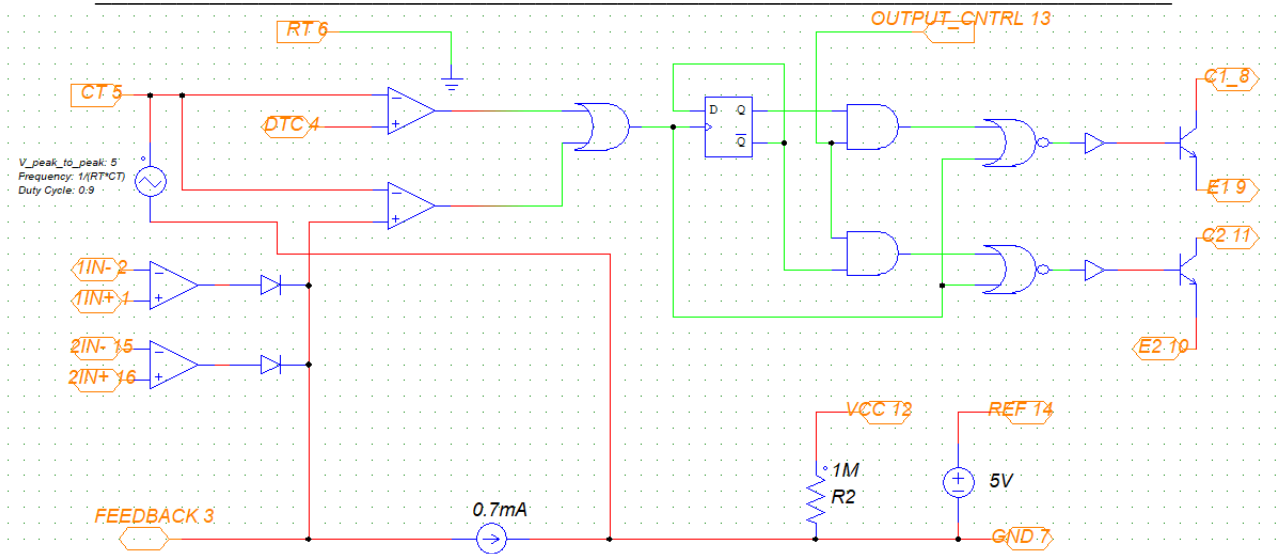 OUTPUT_CNTRL 13
RT 6
CT 5
C1_8
DTC 4
D Q
Q
V_peak_to_peak: 5
Frequency: 1/(RT*CT)
Duty Cycle: 0.9
E1 9
C2 11
1IN- 2
1IN+ 1
2IN- 15
2IN+ 16
E2 10
VCC 12
REF 14
1M
R2
5V
FEEDBACK 3
0.7mA
GND 7